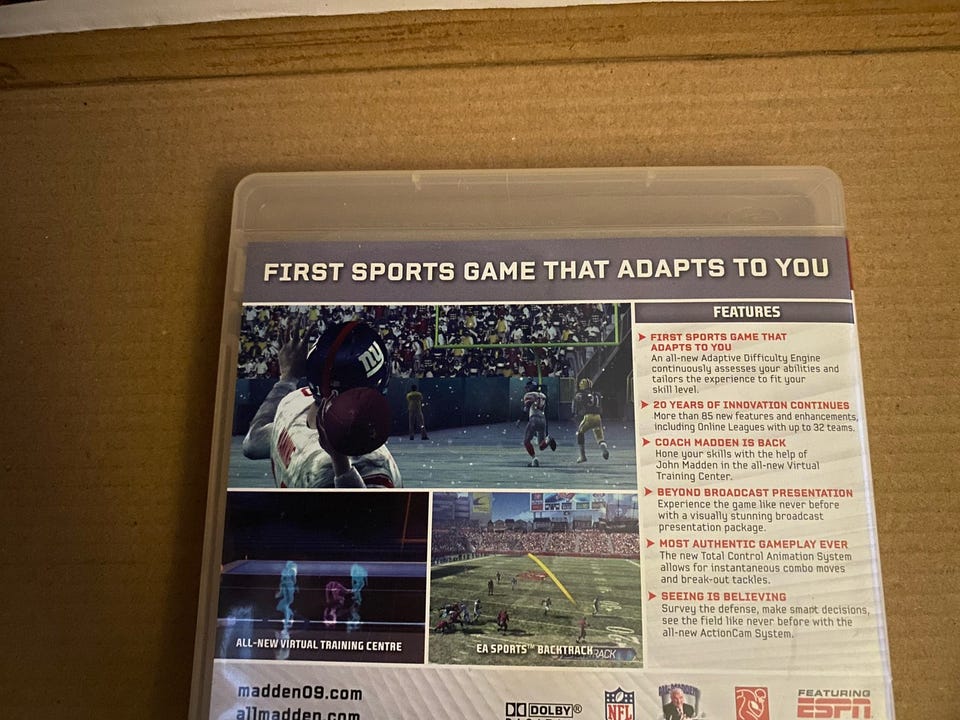 FIRST SPORTS GAME THAT ADAPTS TO YOU
ny
FEATURES
FIRST SPORTS GAME THAT
ADAPTS TO YOU
An all-new Adaptive Difficulty Engine
continuously assesses your abilities and
tailors the experience to fit your
skill level.
20 YEARS OF INNOVATION CONTINUES
More than 85 new features and enhancements,
including Online Leagues with up to 32 teams.
COACH MADDEN IS BACK
Hone your skills with the help of
John Madden in the all-new Virtual
Training Center.
BEYOND BROADCAST PRESENTATION
Experience the game like never before
with a visually stunning broadcast
presentation package.
MOST AUTHENTIC GAMEPLAY EVER
The new Total Control Animation System
allows for instantaneous combo moves
and break-out tackles.
SEEING IS BELIEVING
Survey the defense, make smart decisions,
see the field like never before with the
all-new ActionCam System.
ALL-NEW VIRTUAL TRAINING CENTRE
EA SPORTS™ BACKTRACK
madden09.com
allmadden.com
DOLBY®
DIGITAL
NFL
ALL-MADDEN
FEATURING
ESPN